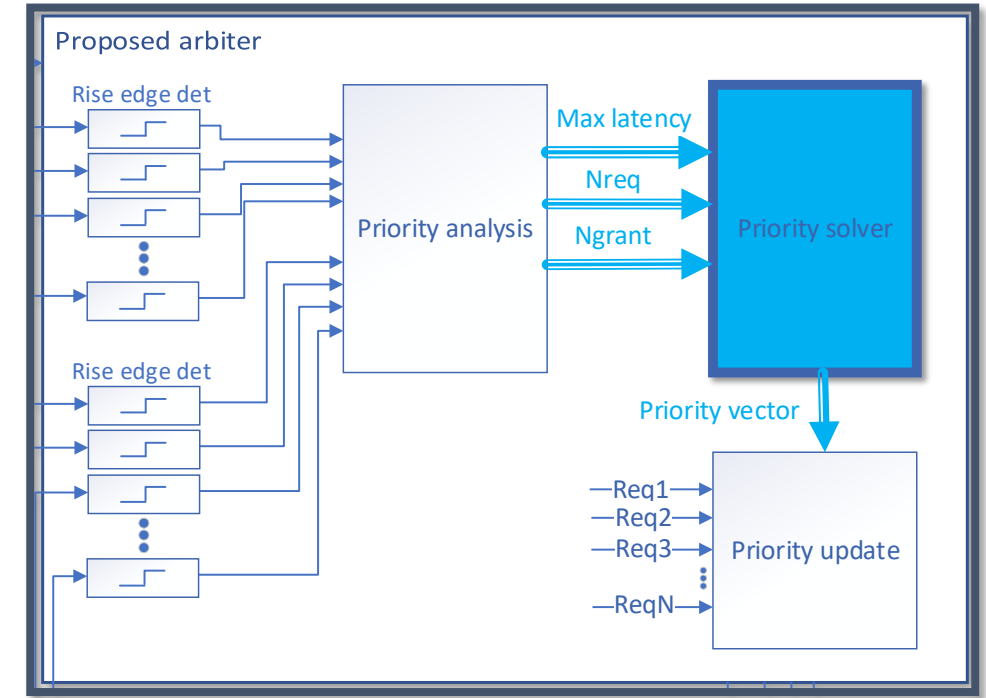 Proposed arbiter
Rise edge det
Max latency
Nreq
Ngrant
Priority analysis
Priority solver
Rise edge det
Priority vector
Req1
Req2
Req3
ReqN
Priority update